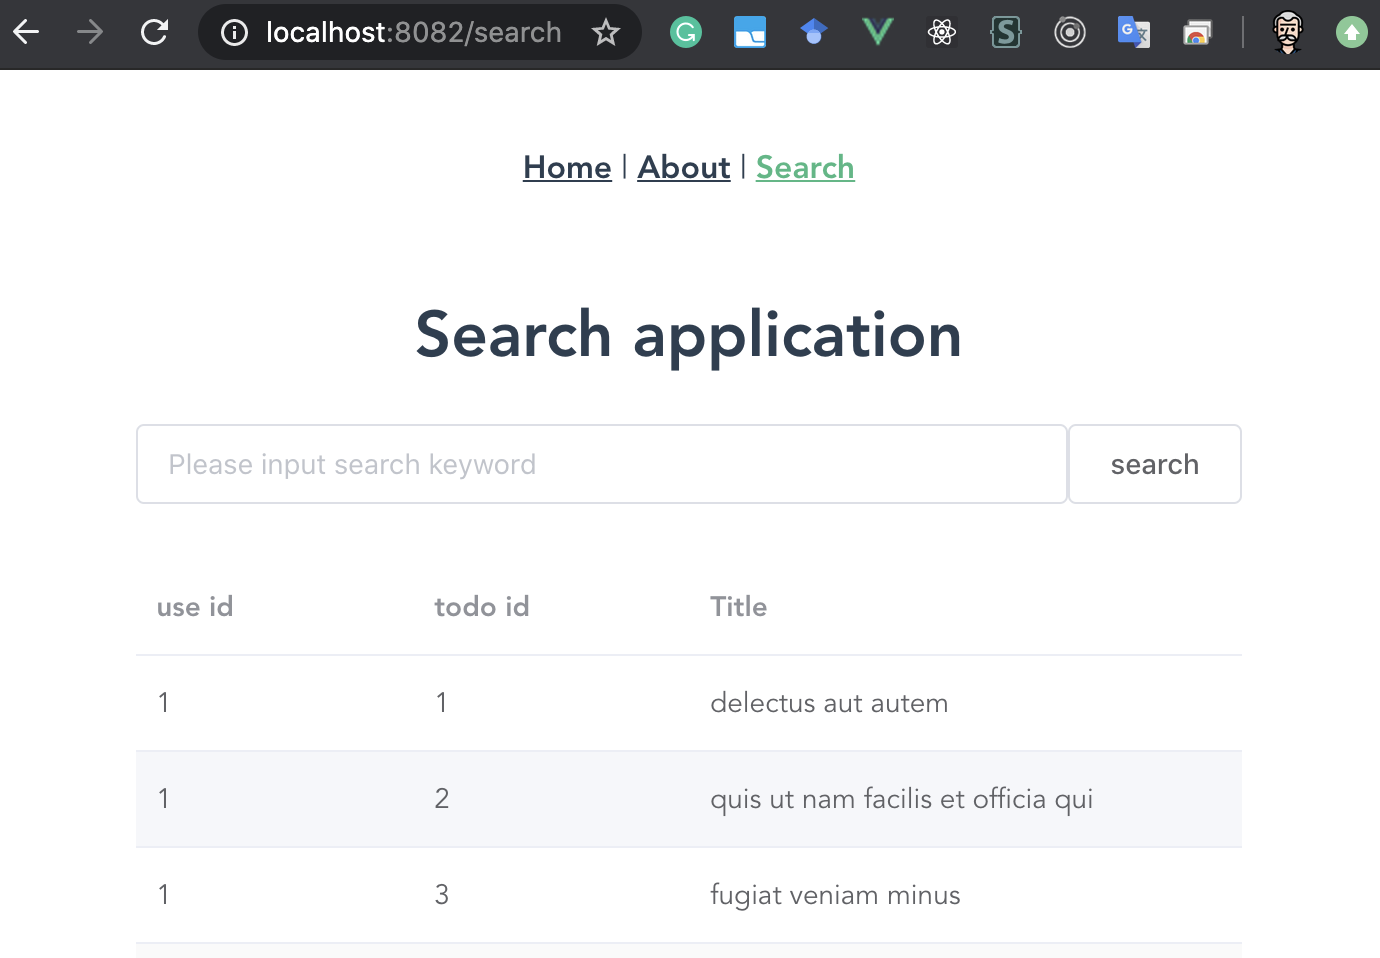 localhost:8082/search
Home | About | Search
Search application
Please input search keyword search
use id todo id Title
1 1 delectus aut autem
1 2 quis ut nam facilis et officia qui
1 3 fugiat veniam minus